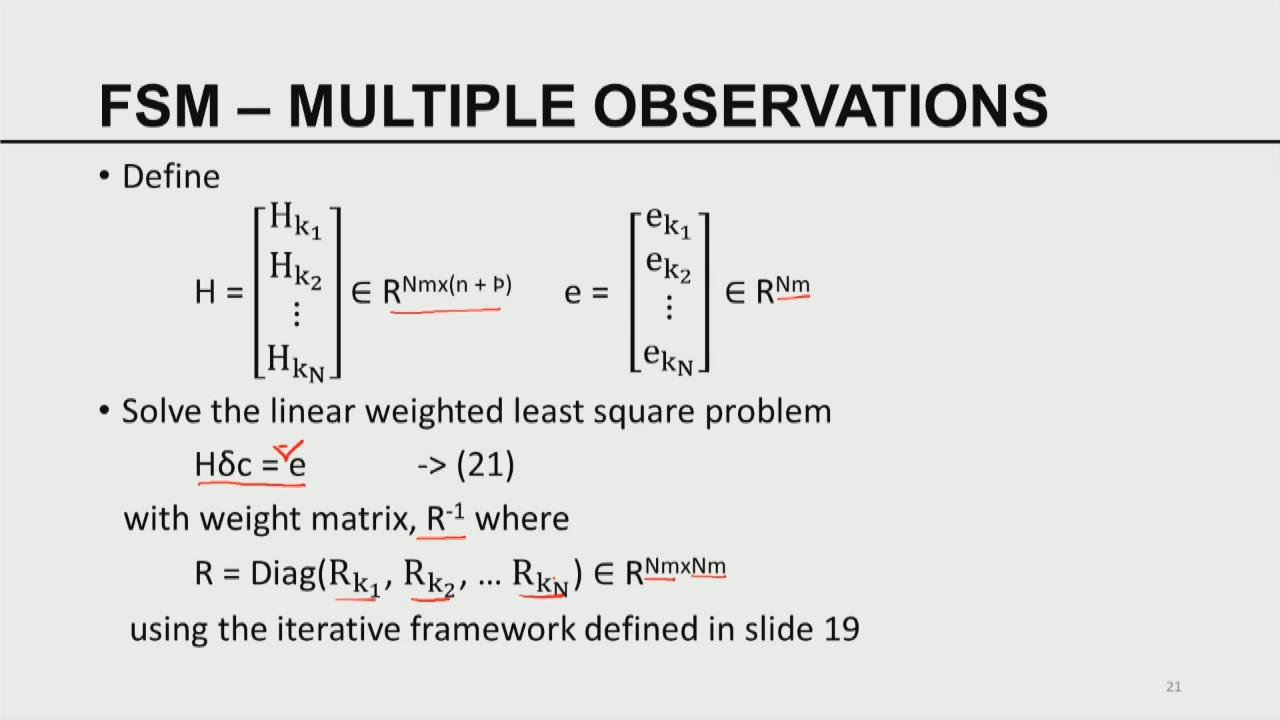 FSM – MULTIPLE OBSERVATIONS
• Define
H = [H_{k_1} H_{k_2} ⋮ H_{k_N}] ∈ R^{Nmx(n + Þ)} e = [e_{k_1} e_{k_2} ⋮ e_{k_N}] ∈ R^{Nm}
• Solve the linear weighted least square problem
Hδc = e -> (21)
with weight matrix, R^{-1} where
R = Diag(R_{k_1}, R_{k_2}, … R_{k_N}) ∈ R^{NmxNm}
using the iterative framework defined in slide 19
21